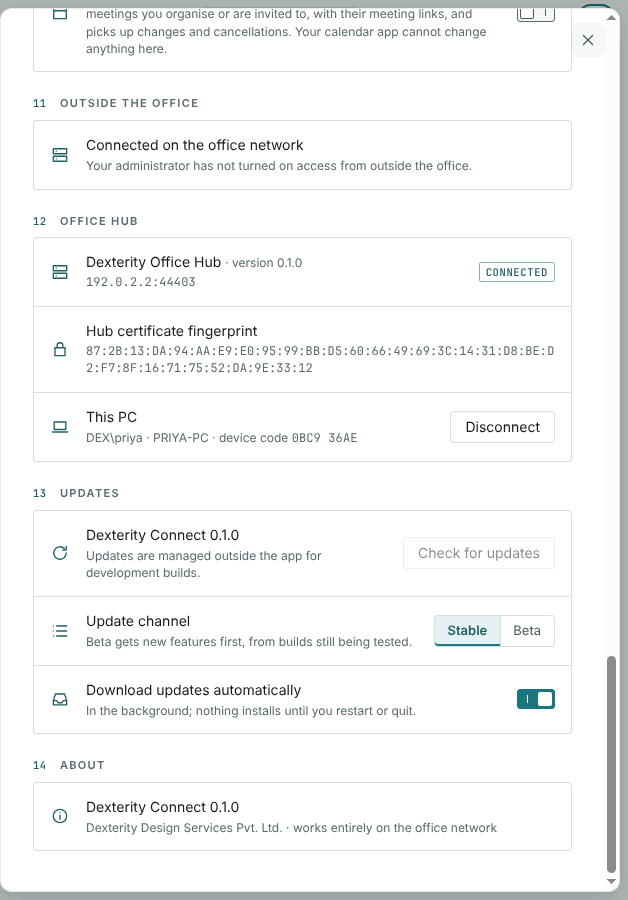 meetings you organise or are invited to, with their meeting links, and
picks up changes and cancellations. Your calendar app cannot change
anything here.
11 OUTSIDE THE OFFICE
Connected on the office network
Your administrator has not turned on access from outside the office.
12 OFFICE HUB
Dexterity Office Hub · version 0.1.0
192.0.2.2:44403
CONNECTED
Hub certificate fingerprint
87:2B:13:DA:94:AA:E9:E0:95:99:BB:D5:60:66:49:69:3C:14:31:D8:BE:D
2:F7:8F:16:71:75:52:DA:9E:33:12
This PC
DEX\priya · PRIYA-PC · device code 0BC9 36AE
Disconnect
13 UPDATES
Dexterity Connect 0.1.0
Updates are managed outside the app for
development builds.
Check for updates
Update channel
Beta gets new features first, from builds still being tested.
Stable Beta
Download updates automatically
In the background; nothing installs until you restart or quit.
14 ABOUT
Dexterity Connect 0.1.0
Dexterity Design Services Pvt. Ltd. · works entirely on the office network